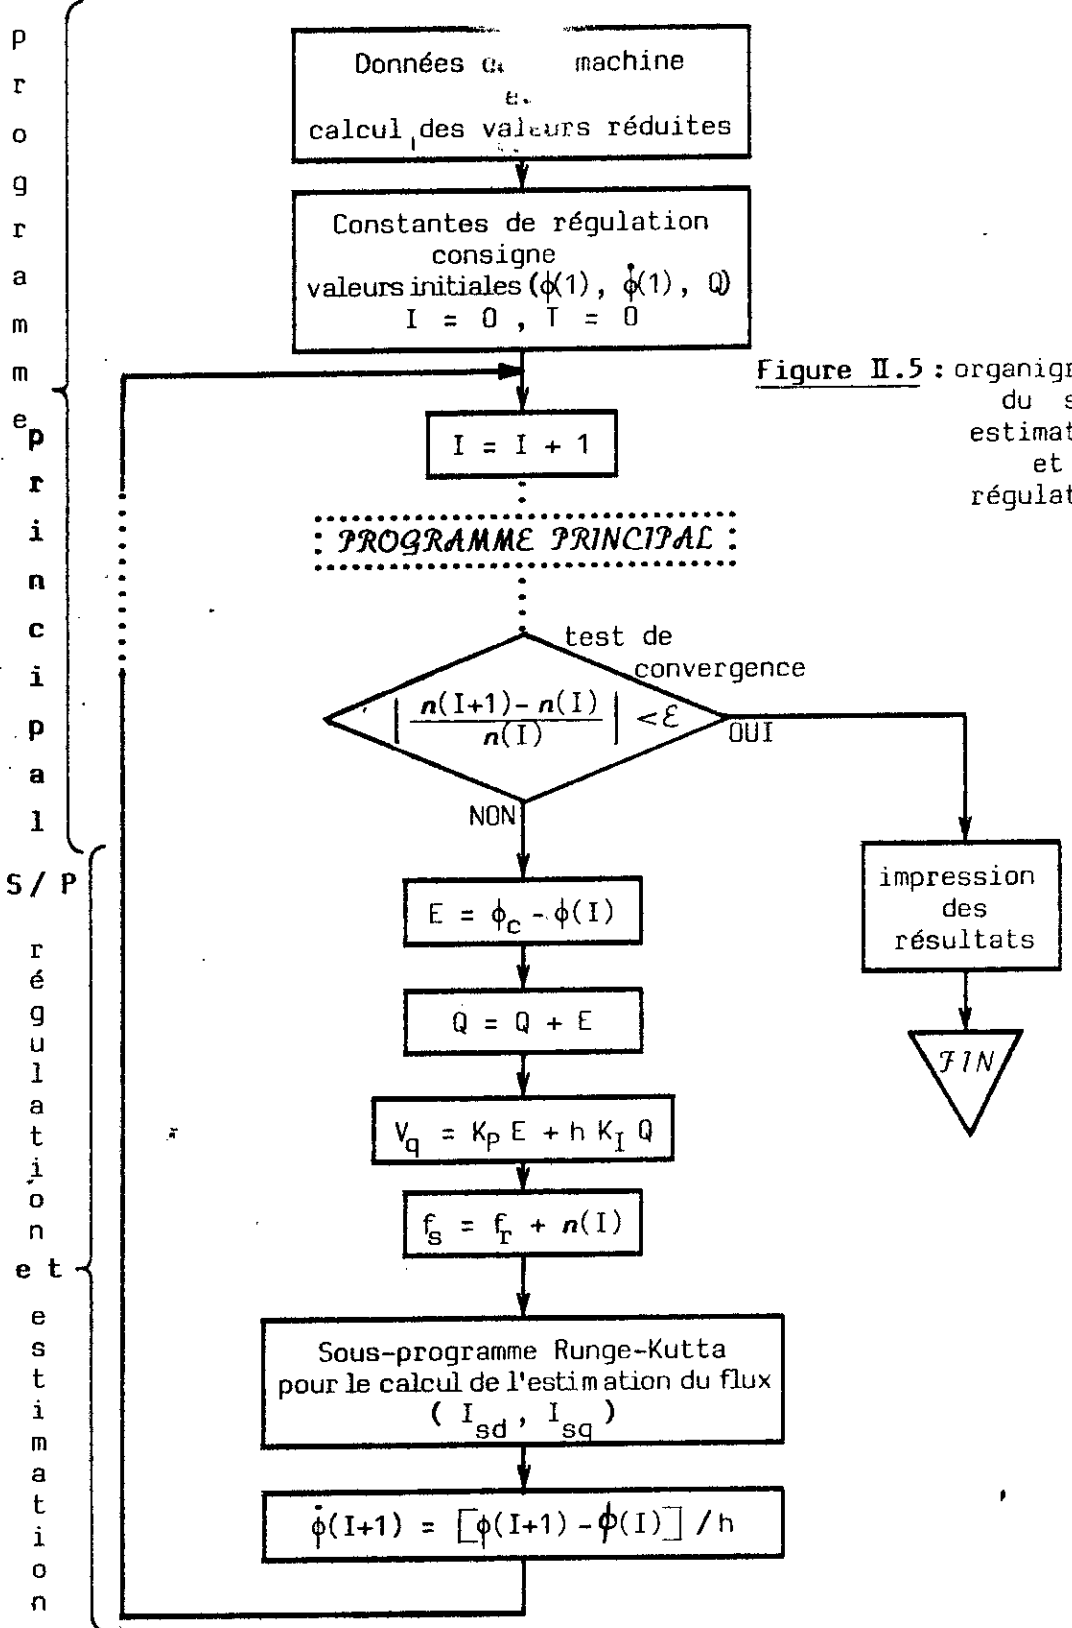 programme
principal
Données machine
calcul des valeurs réduites
Constantes de régulation
consigne
valeurs initiales (ϕ(1), ϕ̇(1), Q)
I = 0 , T = 0
Figure II.5 :
du
et
I = I + 1
PROGRAMME PRINCIPAL
test de
convergence
| n(I+1) - n(I) / n(I) | < ε
OUI
NON
S/P
régulation
et
estimation
E = ϕc - ϕ(I)
Q = Q + E
Vq = KP E + h KI Q
fs = fr + n(I)
impression
des
résultats
FIN
Sous-programme Runge-Kutta
pour le calcul de l'estimation du flux
( Isd , Isq )
ϕ̇(I+1) = [ϕ(I+1) - ϕ(I)] / h